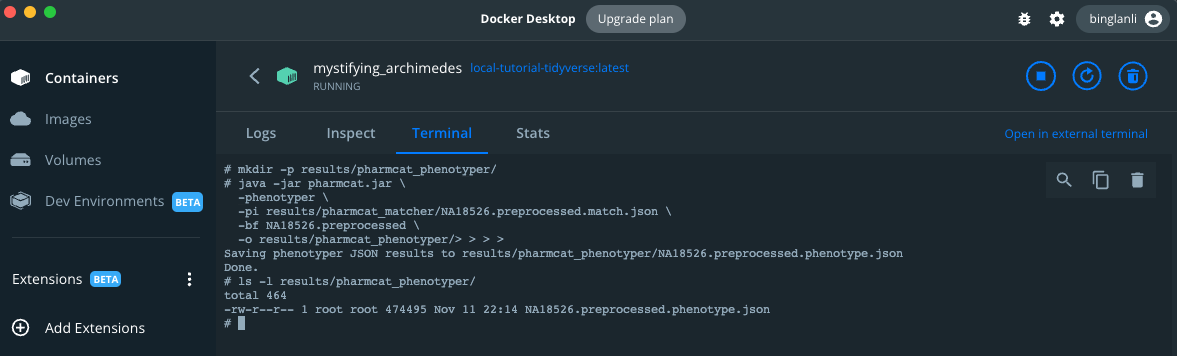 Docker Desktop Upgrade plan binglanli
Containers
Images
Volumes
Dev Environments BETA
Extensions BETA
Add Extensions
mystifying_archimedes local-tutorial-tidyverse:latest
RUNNING
Logs Inspect Terminal Stats Open in external terminal
# mkdir -p results/pharmcat_phenotyper/
# java -jar pharmcat.jar \
-phenotyper \
-pi results/pharmcat_matcher/NA18526.preprocessed.match.json \
-bf NA18526.preprocessed \
-o results/pharmcat_phenotyper/> > > >
Saving phenotyper JSON results to results/pharmcat_phenotyper/NA18526.preprocessed.phenotype.json
Done.
# ls -l results/pharmcat_phenotyper/
total 464
-rw-r--r-- 1 root root 474495 Nov 11 22:14 NA18526.preprocessed.phenotype.json
#